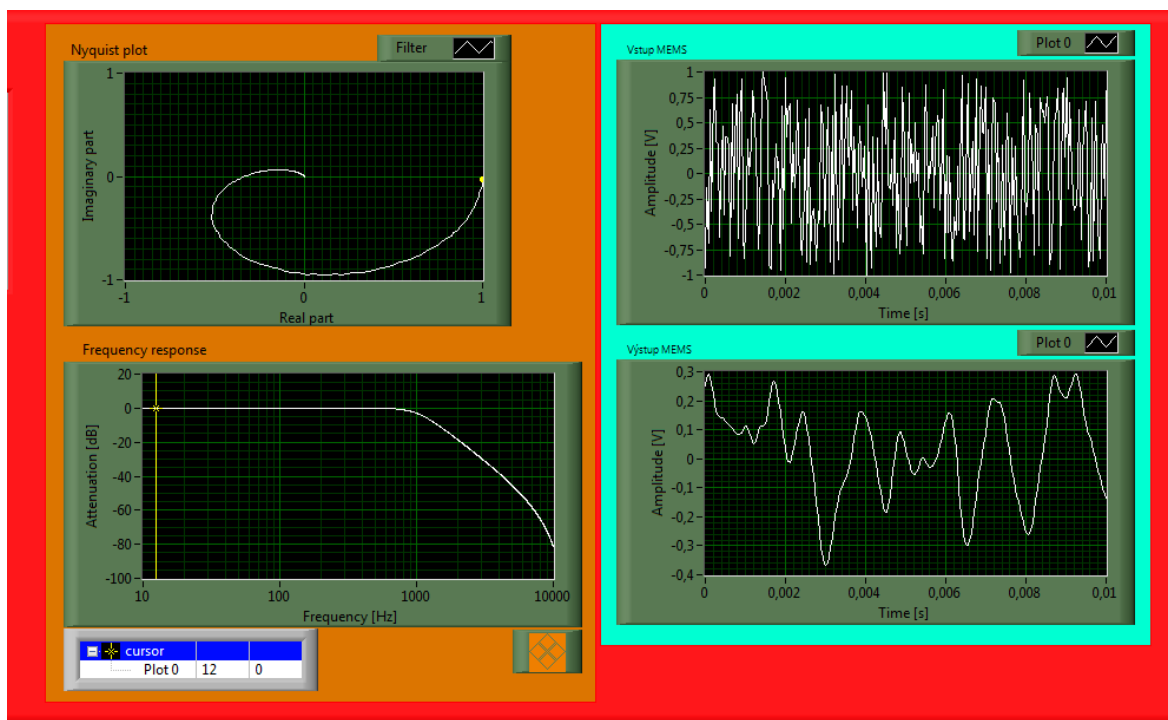 Nyquist plot
Filter
Imaginary part
1
0
-1
-1
0
1
Real part
Frequency response
Attenuation [dB]
20
0
-20
-40
-60
-80
-100
10
100
1000
10000
Frequency [Hz]
cursor
Plot 0 12 0
Vstup MEMS
Plot 0
Amplitude [V]
1
0,75
0,5
0,25
0
-0,25
-0,5
-0,75
-1
0
0,002
0,004
0,006
0,008
0,01
Time [s]
Výstup MEMS
Plot 0
Amplitude [V]
0,3
0,2
0,1
0
-0,1
-0,2
-0,3
-0,4
0
0,002
0,004
0,006
0,008
0,01
Time [s]